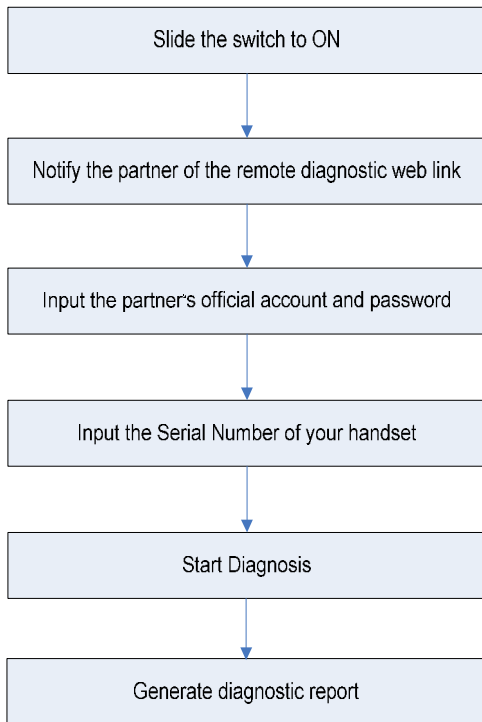 Slide the switch to ON
Notify the partner of the remote diagnostic web link
Input the partner's official account and password
Input the Serial Number of your handset
Start Diagnosis
Generate diagnostic report